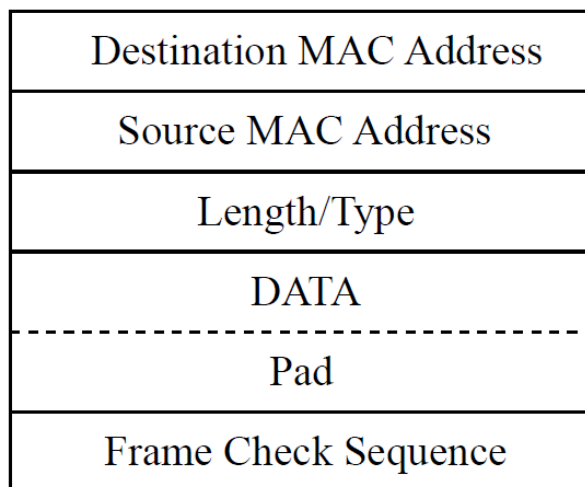 Destination MAC Address
Source MAC Address
Length/Type
DATA
Pad
Frame Check Sequence